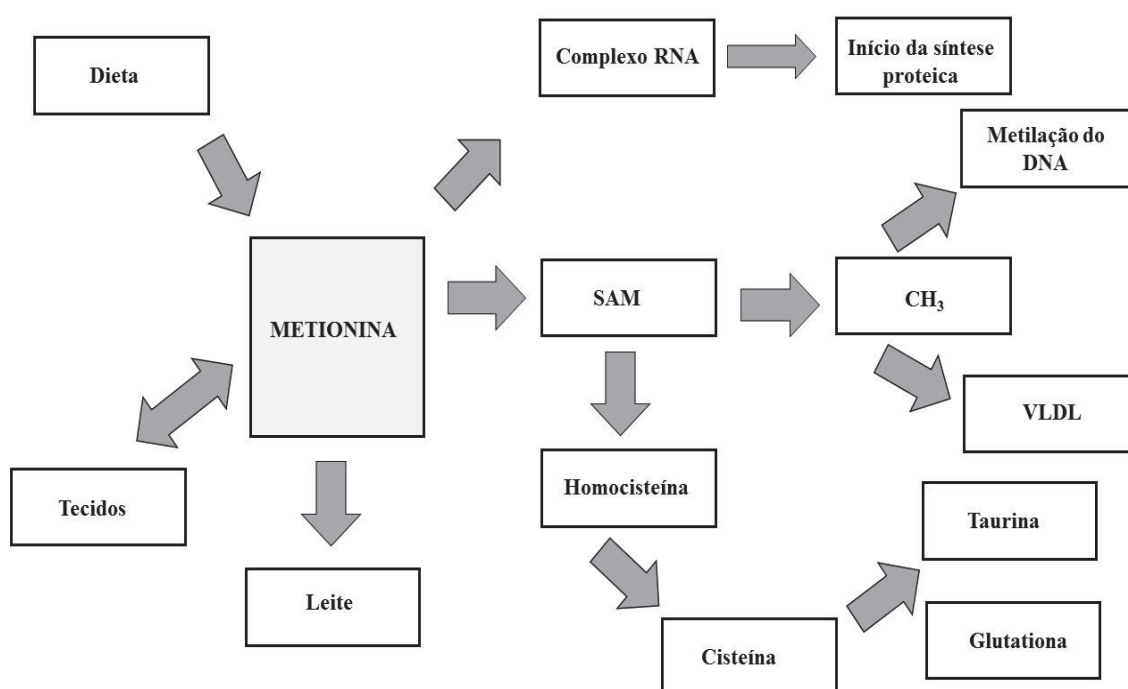 Dieta
Complexo RNA
Início da síntese
proteica
Metilação do
DNA
METIONINA
SAM
CH₃
VLDL
Tecidos
Homocisteína
Taurina
Leite
Cisteína
Glutationa